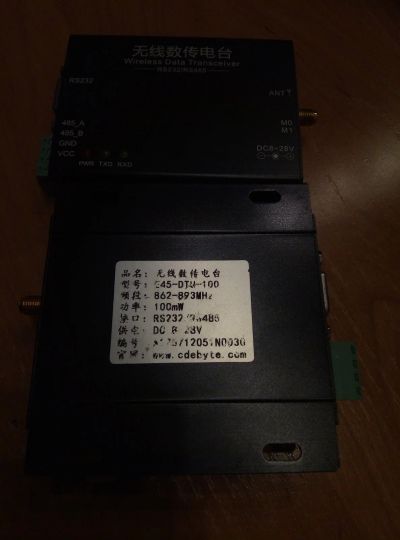 无线数传电台
Wireless Data Transceiver
RS232/RS485
RS232
ANT
485_A
485_B
GND
VCC
M0
M1
DC8-28V
PWR TXD RXD
品名: 无线数传电台
型号: E45-DTU-100
频段: 862-893MHz
功率: 100mW
接口: RS232/RS485
供电: DC 8-28V
编号:
官网: www.cdebyte.com